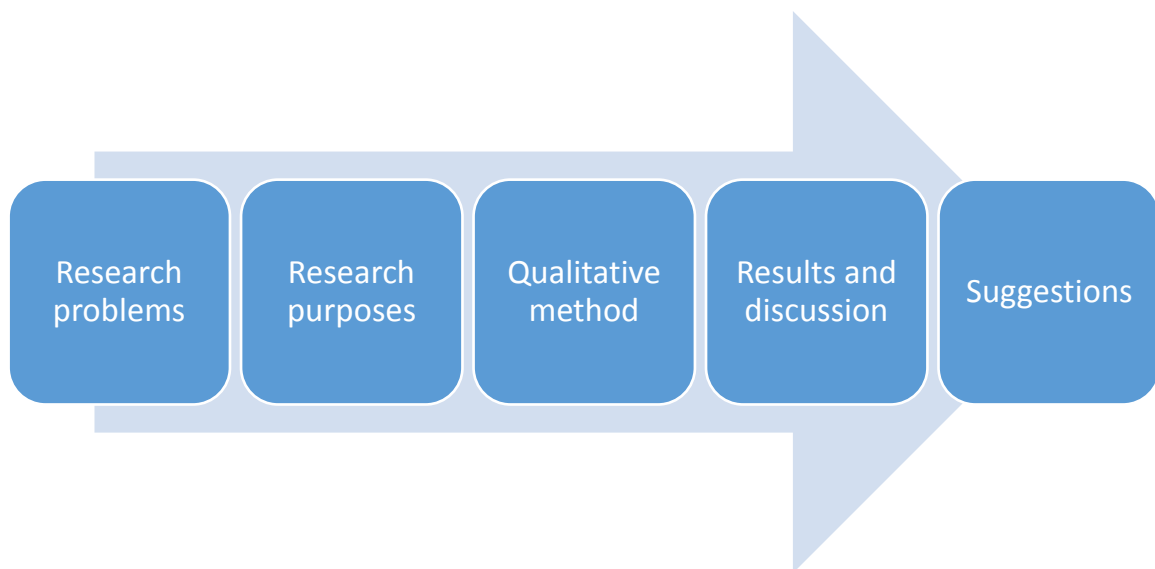 Research
problems
Research
purposes
Qualitative
method
Results and
discussion
Suggestions